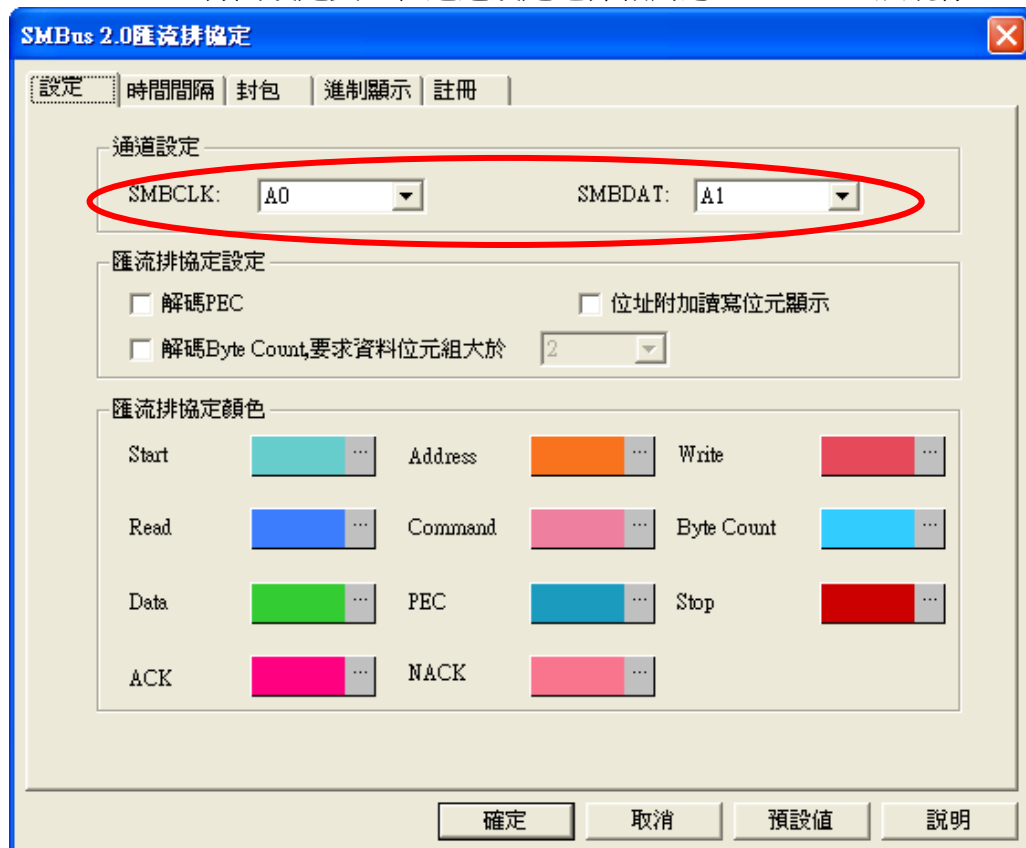 SMBus 2.0匯流排協定
設定 時間間隔 封包 進制顯示 註冊
通道設定
SMBCLK: A0 SMBDAT: A1
匯流排協定設定
解碼PEC 位址附加讀寫位元顯示
解碼Byte Count,要求資料位元組大於 2
匯流排協定顏色
Start ... Address ... Write ...
Read ... Command ... Byte Count ...
Data ... PEC ... Stop ...
ACK ... NACK ...
確定 取消 預設值 說明